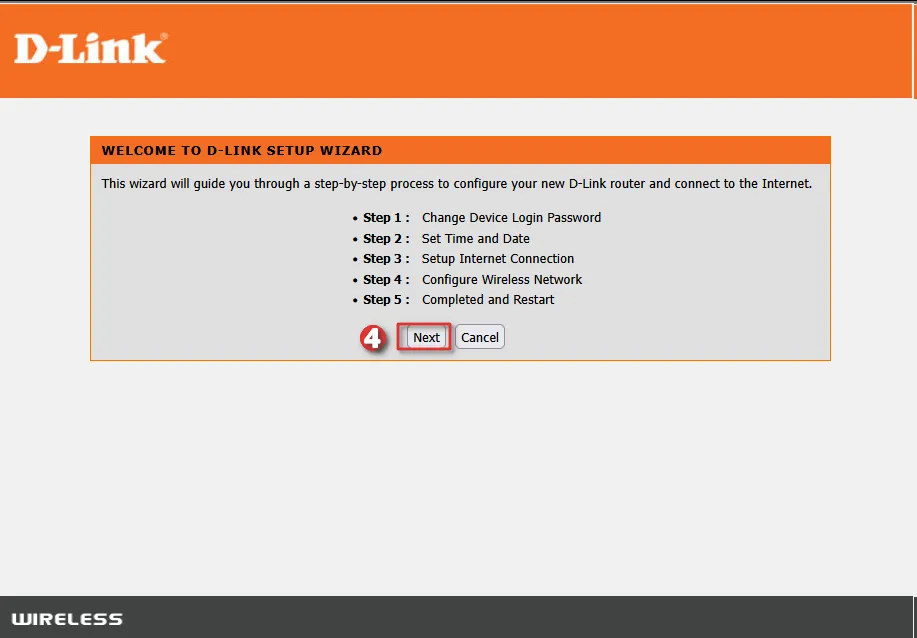 D-Link®
WELCOME TO D-LINK SETUP WIZARD
This wizard will guide you through a step-by-step process to configure your new D-Link router and connect to the Internet.
• Step 1 : Change Device Login Password
• Step 2 : Set Time and Date
• Step 3 : Setup Internet Connection
• Step 4 : Configure Wireless Network
• Step 5 : Completed and Restart
4 Next Cancel
WIRELESS